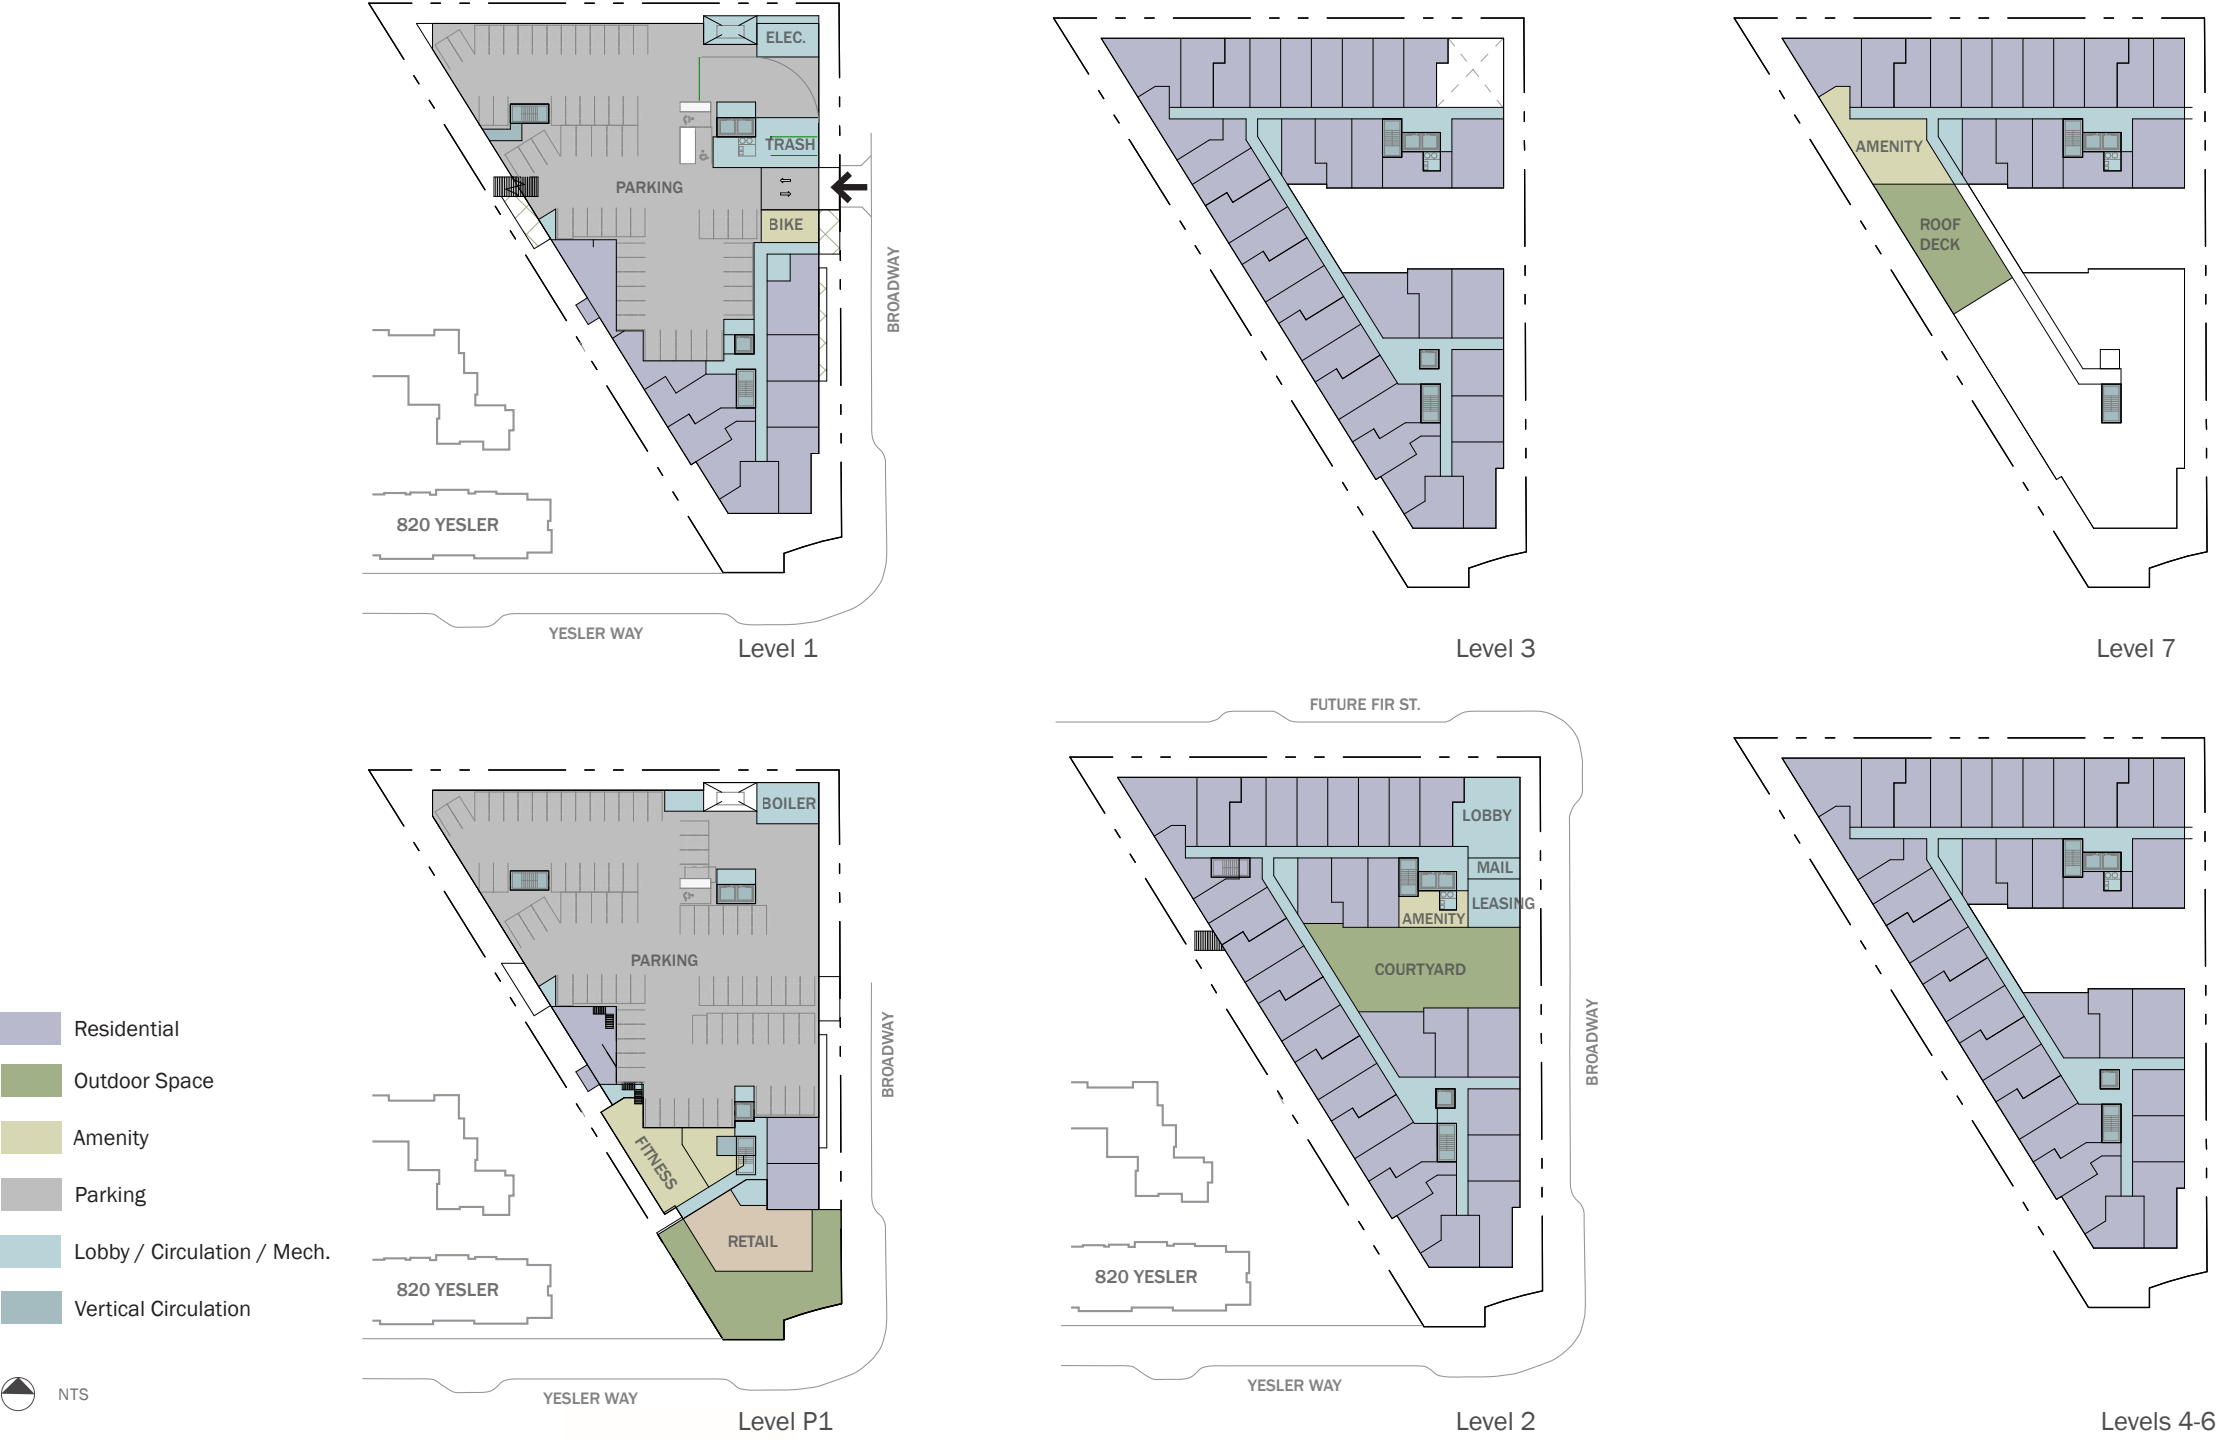 ELEC.
TRASH
PARKING
BIKE
BROADWAY
820 YESLER
YESLER WAY
Level 1
Level 3
AMENITY
ROOF
DECK
Level 7
BOILER
PARKING
FITNESS
RETAIL
BROADWAY
820 YESLER
YESLER WAY
Level P1
FUTURE FIR ST.
LOBBY
MAIL
LEASING
AMENITY
COURTYARD
BROADWAY
820 YESLER
YESLER WAY
Level 2
Levels 4-6
Residential
Outdoor Space
Amenity
Parking
Lobby / Circulation / Mech.
Vertical Circulation
NTS